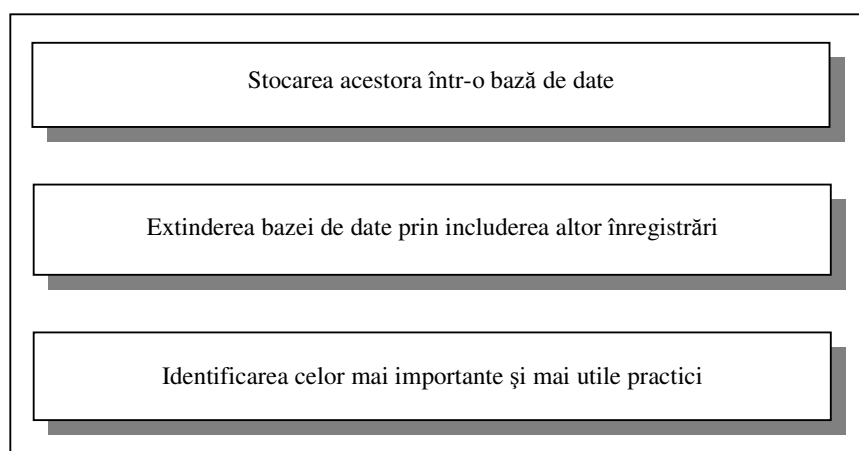 Stocarea acestora într-o bază de date
Extinderea bazei de date prin includerea altor înregistrări
Identificarea celor mai importante şi mai utile practici